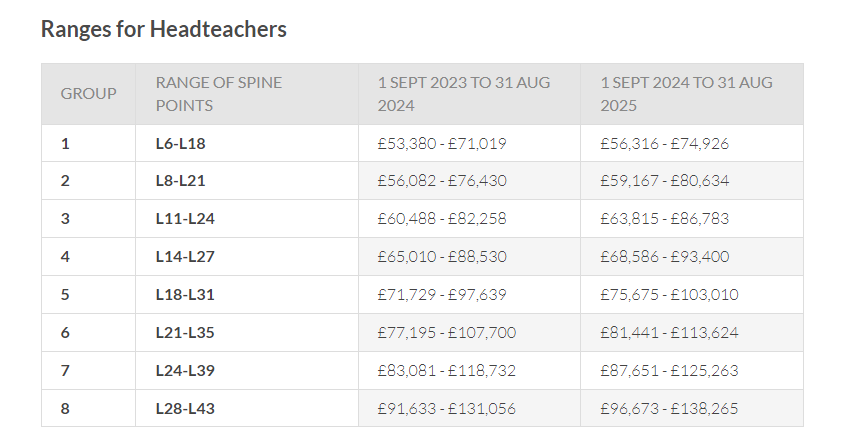 Ranges for Headteachers
GROUP RANGE OF SPINE POINTS 1 SEPT 2023 TO 31 AUG 2024 1 SEPT 2024 TO 31 AUG 2025
1 L6-L18 £53,380 - £71,019 £56,316 - £74,926
2 L8-L21 £56,082 - £76,430 £59,167 - £80,634
3 L11-L24 £60,488 - £82,258 £63,815 - £86,783
4 L14-L27 £65,010 - £88,530 £68,586 - £93,400
5 L18-L31 £71,729 - £97,639 £75,675 - £103,010
6 L21-L35 £77,195 - £107,700 £81,441 - £113,624
7 L24-L39 £83,081 - £118,732 £87,651 - £125,263
8 L28-L43 £91,633 - £131,056 £96,673 - £138,265